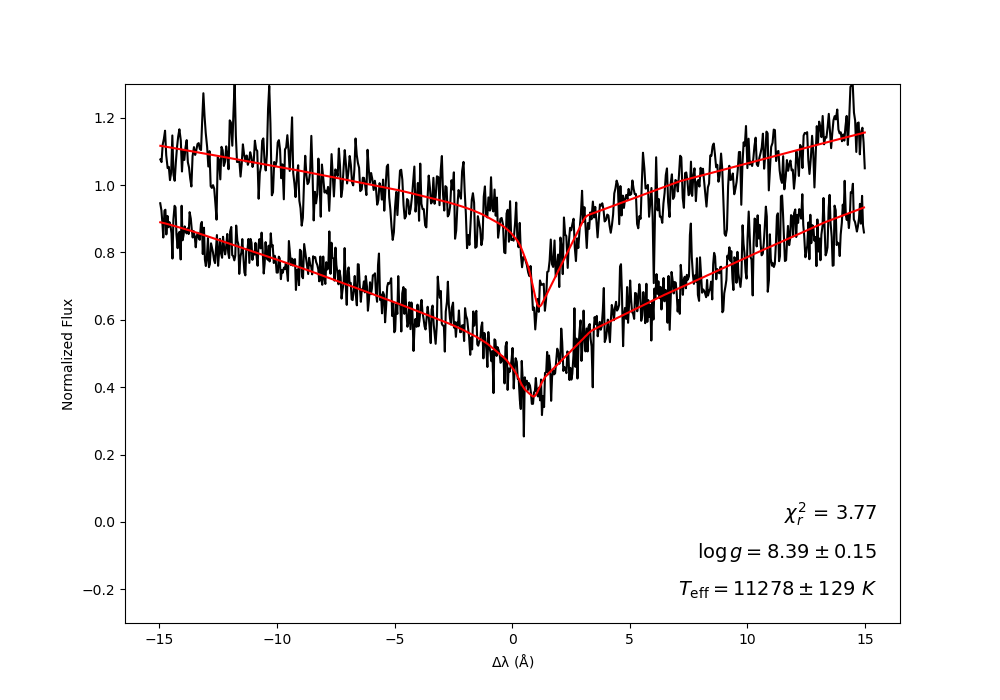 1.2
1.0
0.8
0.6
0.4
0.2
0.0
−0.2
Normalized Flux
χ²ᵣ = 3.77
log g = 8.39 ± 0.15
T_eff = 11278 ± 129 K
−15 −10 −5 0 5 10 15
Δλ (Å)